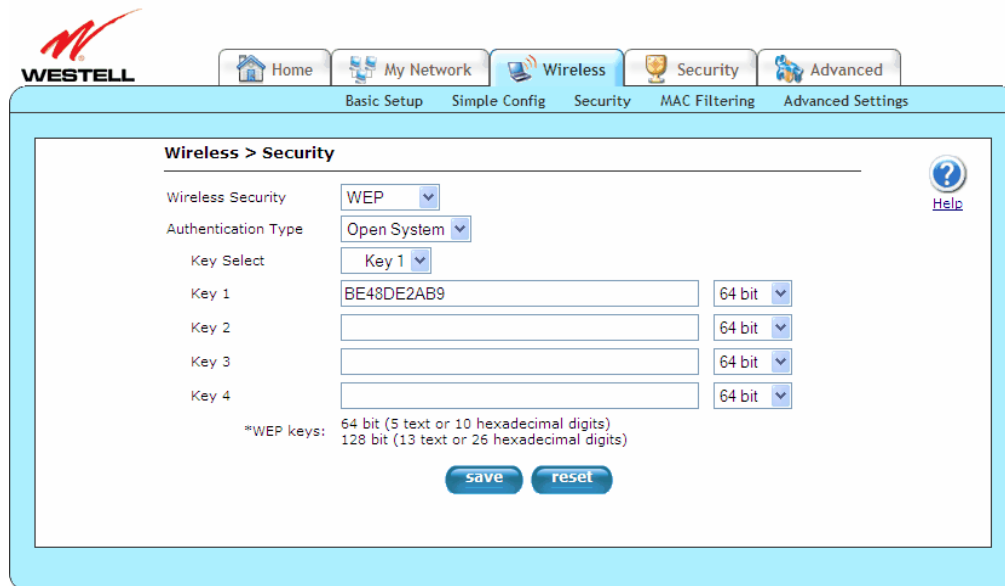 WESTELL
Home My Network Wireless Security Advanced
Basic Setup Simple Config Security MAC Filtering Advanced Settings
Wireless > Security
Help
Wireless Security WEP
Authentication Type Open System
Key Select Key 1
Key 1 BE48DE2AB9 64 bit
Key 2 64 bit
Key 3 64 bit
Key 4 64 bit
*WEP keys: 64 bit (5 text or 10 hexadecimal digits)
128 bit (13 text or 26 hexadecimal digits)
save reset